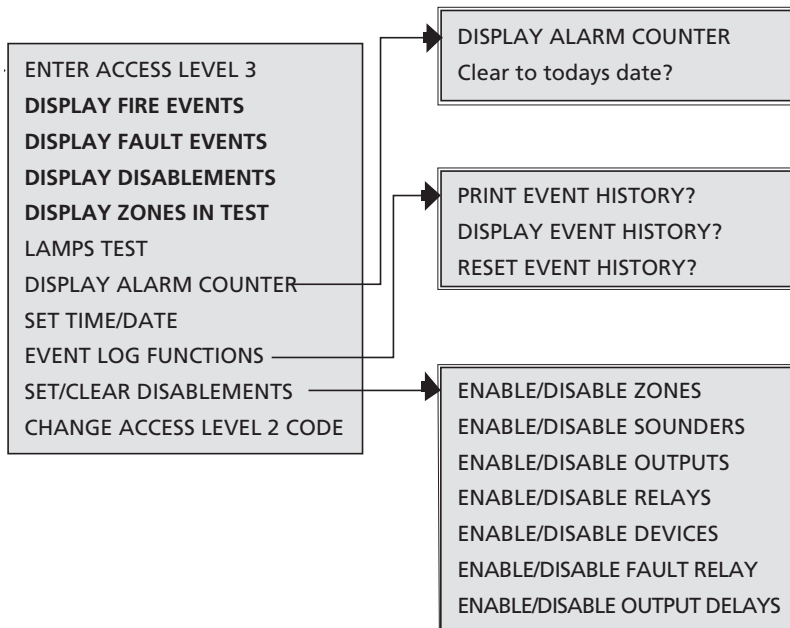 ENTER ACCESS LEVEL 3
DISPLAY FIRE EVENTS
DISPLAY FAULT EVENTS
DISPLAY DISABLEMENTS
DISPLAY ZONES IN TEST
LAMPS TEST
DISPLAY ALARM COUNTER
SET TIME/DATE
EVENT LOG FUNCTIONS
SET/CLEAR DISABLEMENTS
CHANGE ACCESS LEVEL 2 CODE
DISPLAY ALARM COUNTER
Clear to todays date?
PRINT EVENT HISTORY?
DISPLAY EVENT HISTORY?
RESET EVENT HISTORY?
ENABLE/DISABLE ZONES
ENABLE/DISABLE SOUNDERS
ENABLE/DISABLE OUTPUTS
ENABLE/DISABLE RELAYS
ENABLE/DISABLE DEVICES
ENABLE/DISABLE FAULT RELAY
ENABLE/DISABLE OUTPUT DELAYS